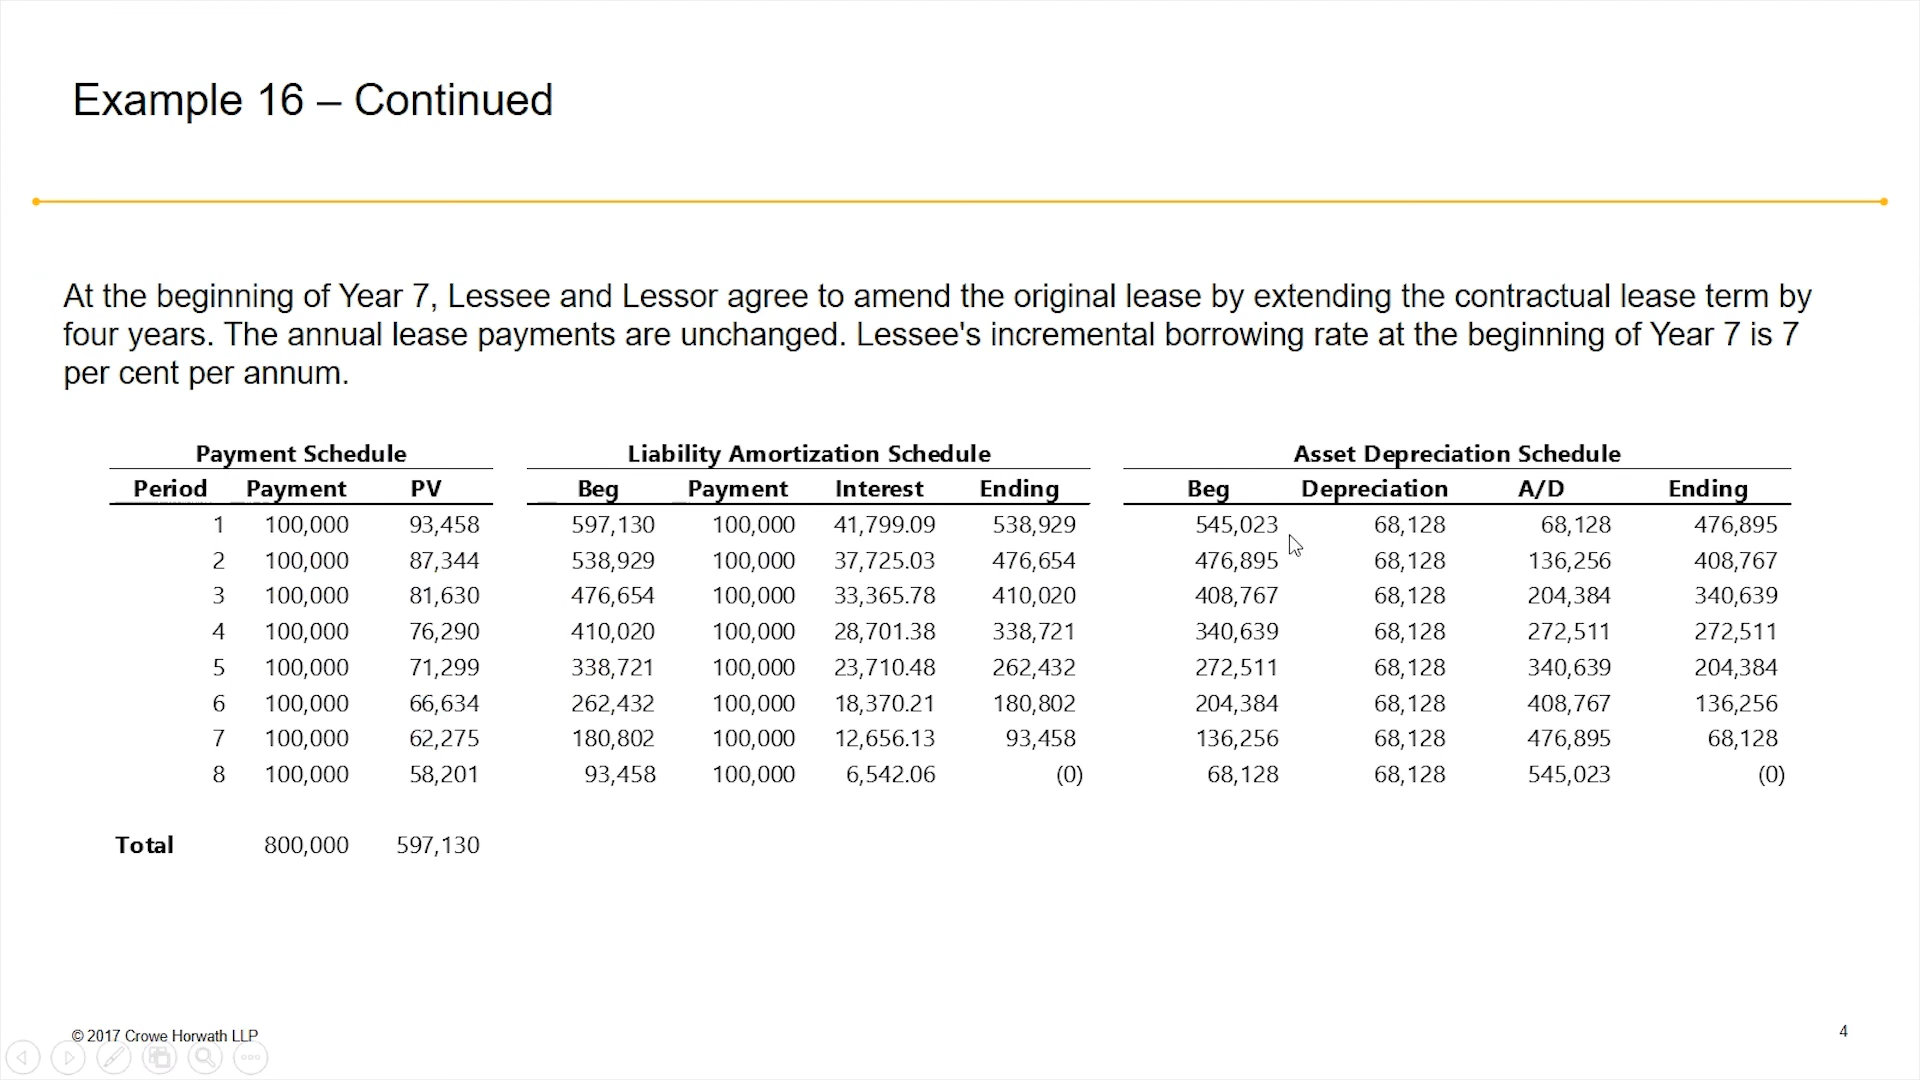 Example 16 – Continued
At the beginning of Year 7, Lessee and Lessor agree to amend the original lease by extending the contractual lease term by
four years. The annual lease payments are unchanged. Lessee's incremental borrowing rate at the beginning of Year 7 is 7
per cent per annum.
Payment Schedule Liability Amortization Schedule Asset Depreciation Schedule
Period Payment PV Beg Payment Interest Ending Beg Depreciation A/D Ending
1 100,000 93,458 597,130 100,000 41,799.09 538,929 545,023 68,128 68,128 476,895
2 100,000 87,344 538,929 100,000 37,725.03 476,654 476,895 68,128 136,256 408,767
3 100,000 81,630 476,654 100,000 33,365.78 410,020 408,767 68,128 204,384 340,639
4 100,000 76,290 410,020 100,000 28,701.38 338,721 340,639 68,128 272,511 272,511
5 100,000 71,299 338,721 100,000 23,710.48 262,432 272,511 68,128 340,639 204,384
6 100,000 66,634 262,432 100,000 18,370.21 180,802 204,384 68,128 408,767 136,256
7 100,000 62,275 180,802 100,000 12,656.13 93,458 136,256 68,128 476,895 68,128
8 100,000 58,201 93,458 100,000 6,542.06 (0) 68,128 68,128 545,023 (0)
Total 800,000 597,130
© 2017 Crowe Horwath LLP 4